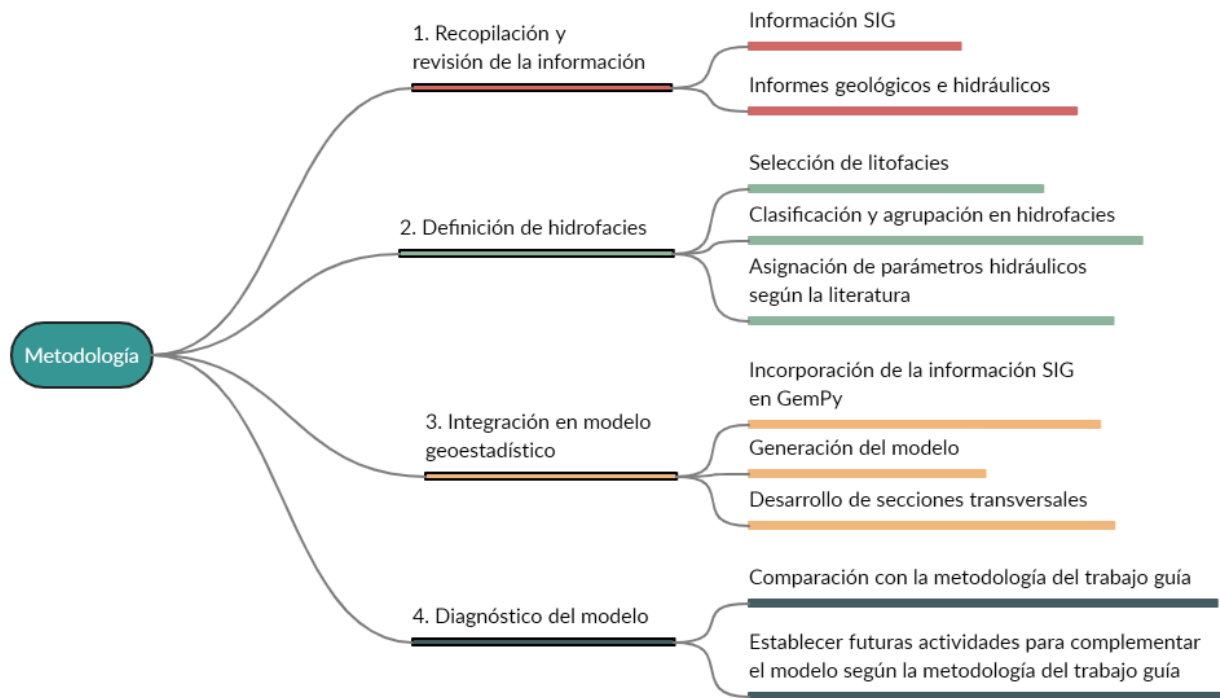 Metodología
1. Recopilación y
revisión de la información
Información SIG
Informes geológicos e hidráulicos
2. Definición de hidrofacies
Selección de litofacies
Clasificación y agrupación en hidrofacies
Asignación de parámetros hidráulicos
según la literatura
3. Integración en modelo
geoestadístico
Incorporación de la información SIG
en GemPy
Generación del modelo
Desarrollo de secciones transversales
4. Diagnóstico del modelo
Comparación con la metodología del trabajo guía
Establecer futuras actividades para complementar
el modelo según la metodología del trabajo guía